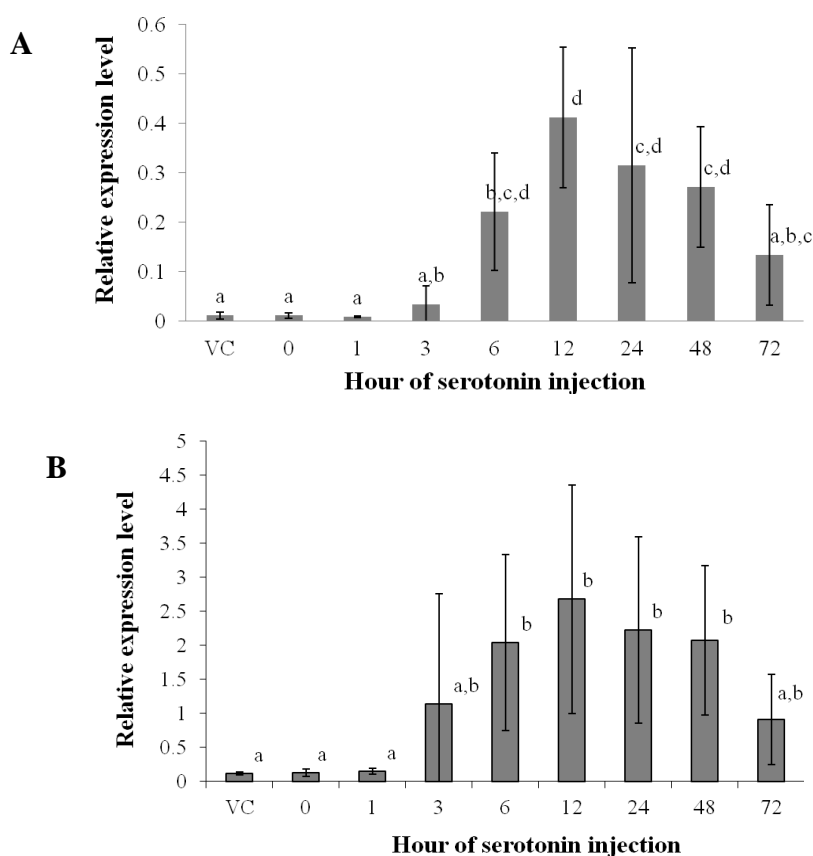 A
Relative expression level
0.6
0.5
0.4
0.3
0.2
0.1
0
a
a
a
a,b
b,c,d
d
c,d
c,d
a,b,c
VC 0 1 3 6 12 24 48 72
Hour of serotonin injection
B
Relative expression level
5
4.5
4
3.5
3
2.5
2
1.5
1
0.5
0
a
a
a
a,b
b
b
b
b
a,b
VC 0 1 3 6 12 24 48 72
Hour of serotonin injection